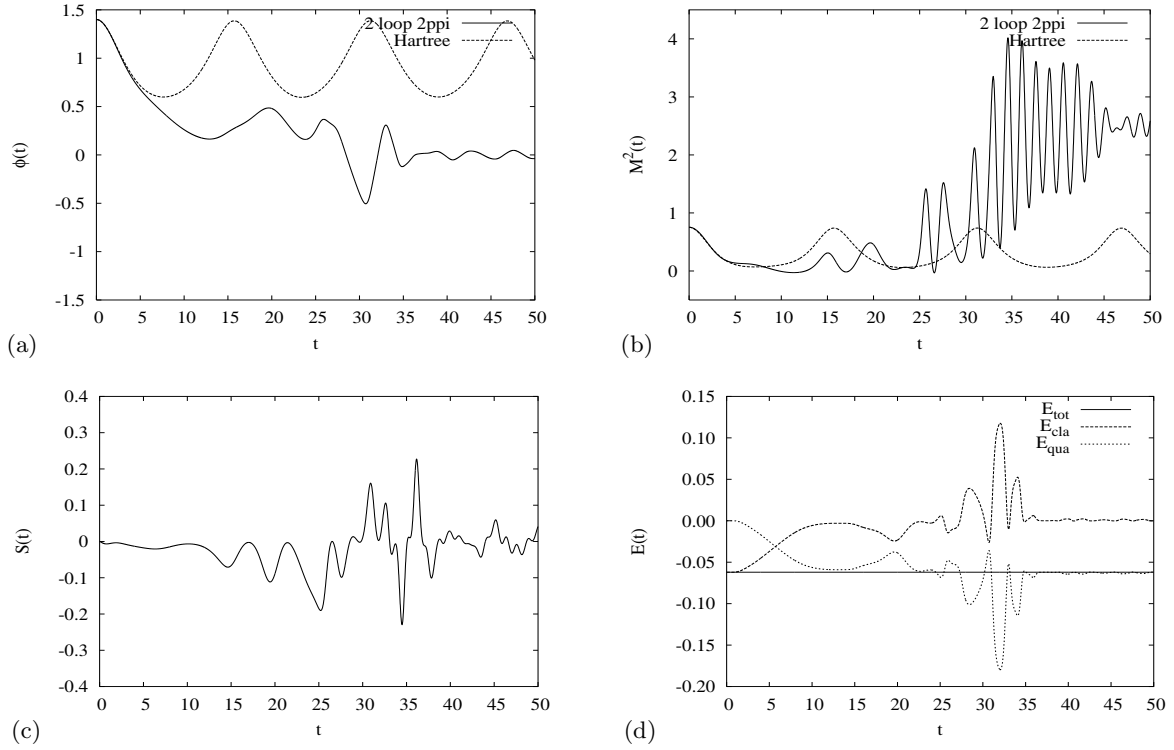 1.5
1
0.5
0
-0.5
-1
-1.5
0 5 10 15 20 25 30 35 40 45 50
ϕ(t)
t
2 loop 2ppi
Hartree
(a)
4
3
2
1
0
0 5 10 15 20 25 30 35 40 45 50
M²(t)
t
2 loop 2ppi
Hartree
(b)
0.4
0.3
0.2
0.1
0
-0.1
-0.2
-0.3
-0.4
0 5 10 15 20 25 30 35 40 45 50
S(t)
t
(c)
0.15
0.10
0.05
0.00
-0.05
-0.10
-0.15
-0.20
0 5 10 15 20 25 30 35 40 45 50
E(t)
t
E_tot
E_cla
E_qua
(d)